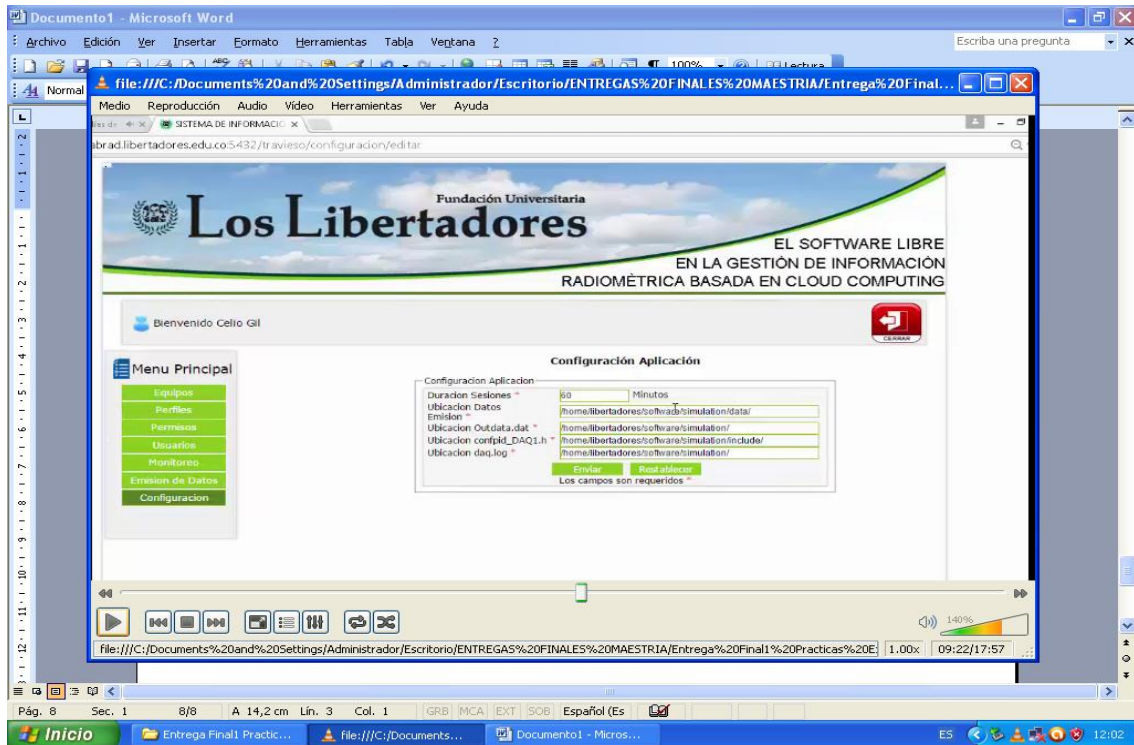 Documento1 - Microsoft Word
Archivo Edición Ver Insertar Formato Herramientas Tabla Ventana ?
Escriba una pregunta
100% Lectura
Normal
file:///C:/Documents%20and%20Settings/Administrador/Escritorio/ENTREGAS%20FINALES%20MAESTRIA/Entrega%20Final...
Medio Reproducción Audio Vídeo Herramientas Ver Ayuda
SISTEMA DE INFORMACIO
abrad.libertadores.edu.co:5432/travieso/configuracion/editar
Fundación Universitaria
Los Libertadores
EL SOFTWARE LIBRE
EN LA GESTIÓN DE INFORMACIÓN
RADIOMÉTRICA BASADA EN CLOUD COMPUTING
Bienvenido Celio Gil
CERRAR
Menu Principal
Equipos
Perfiles
Permisos
Usuarios
Monitoreo
Emision de Datos
Configuracion
Configuración Aplicación
Configuracion Aplicacion
Duracion Sesiones * 60 Minutos
Ubicacion Datos
Emision * /home/libertadores/software/simulation/data/
Ubicacion Outdata.dat * /home/libertadores/software/simulation/
Ubicacion confpid_DAQ1.h * /home/libertadores/software/simulation/include/
Ubicacion daq.log * /home/libertadores/software/simulation/
Enviar Restablecer
Los campos son requeridos *
140%
file:///C:/Documents%20and%20Settings/Administrador/Escritorio/ENTREGAS%20FINALES%20MAESTRIA/Entrega%20Final1%20Practicas%20E: 1.00x 09:22/17:57
Pág. 8 Sec. 1 8/8 A 14,2 cm Lín. 3 Col. 1 GRB MCA EXT SOB Español (Es
Inicio Entrega Final1 Practic... file:///C:/Documents... Documento1 - Micros... ES 12:02